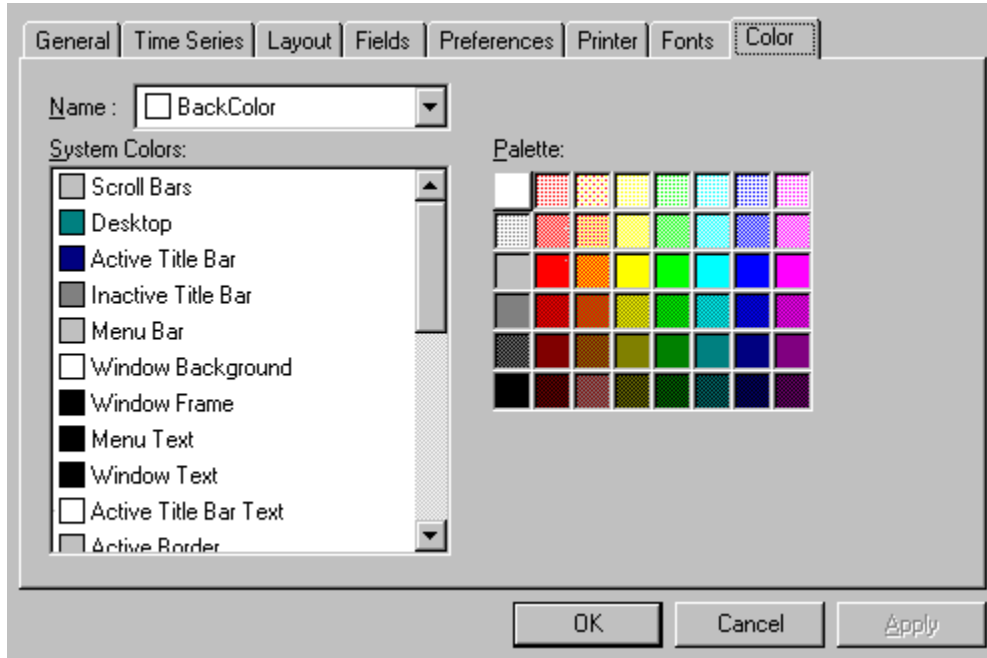 General Time Series Layout Fields Preferences Printer Fonts Color
Name : BackColor
System Colors: Palette:
Scroll Bars
Desktop
Active Title Bar
Inactive Title Bar
Menu Bar
Window Background
Window Frame
Menu Text
Window Text
Active Title Bar Text
Active Border
OK Cancel Apply